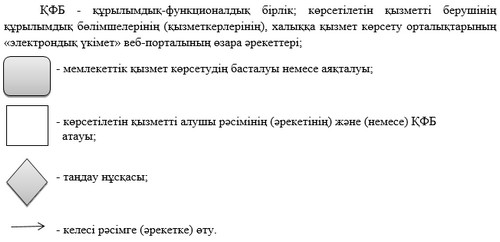 ҚФБ - құрылымдық-функционалдық бірлік; көрсетілетін қызметті берушінің
құрылымдық бөлімшелерінің (қызметкерлерінің), халыққа қызмет көрсету орталықтарының
«электрондық үкімет» веб-порталының өзара әрекеттері;
- мемлекеттік қызмет көрсетудің басталуы немесе аяқталуы;
- көрсетілетін қызметті алушы рәсімінің (әрекетінің) және (немесе) ҚФБ
атауы;
- таңдау нұсқасы;
- келесі рәсімге (әрекетке) өту.